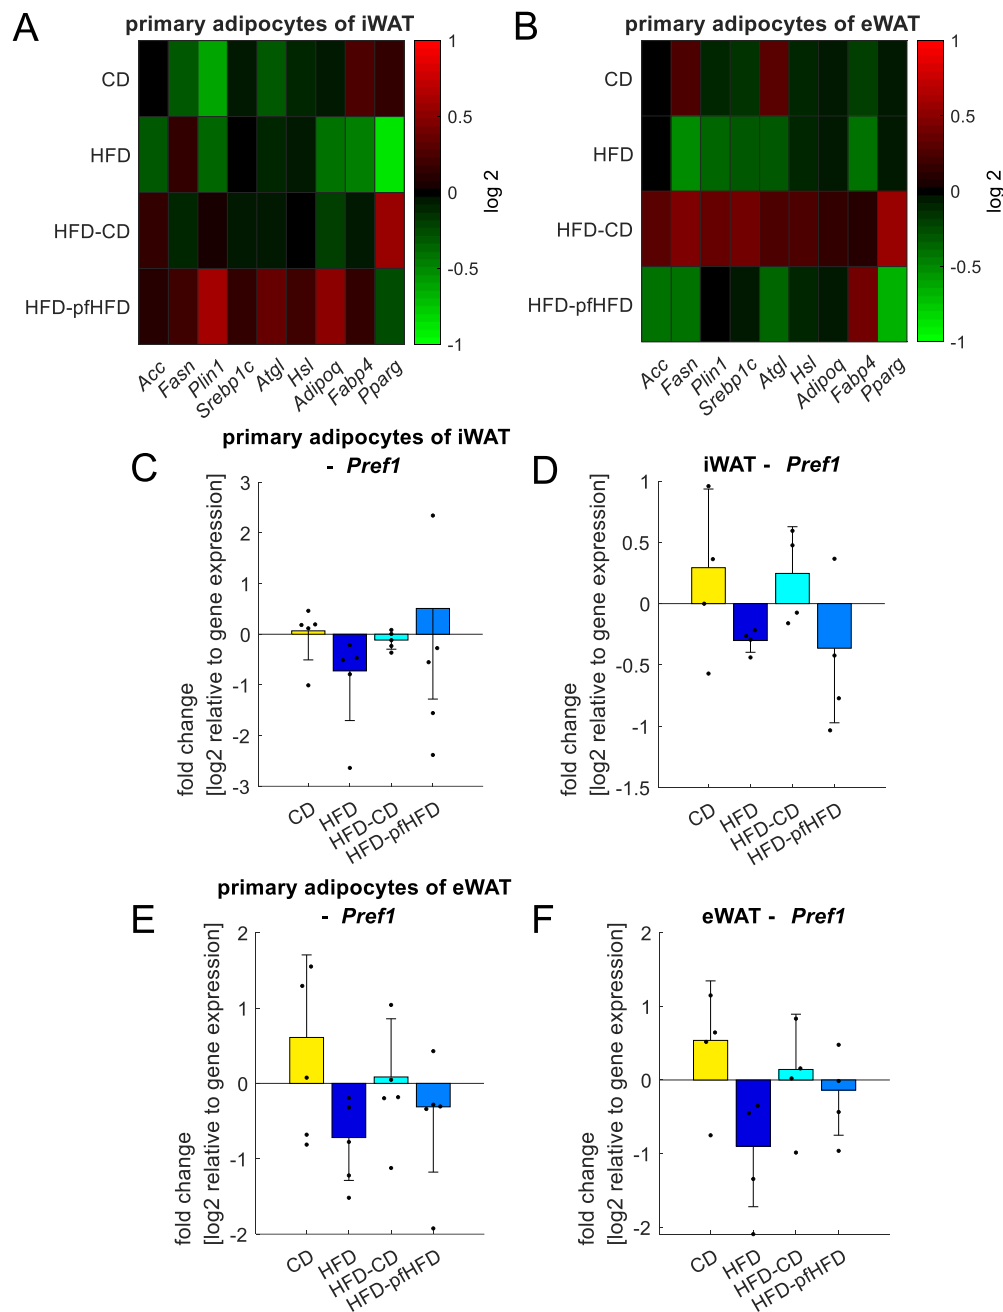 A
primary adipocytes of iWAT
CD
HFD
HFD-CD
HFD-pfHFD
1
0.5
0
-0.5
-1
log 2
Acc
Fasn
Plin1
Srebp1c
Atgl
Hsl
Adipoq
Fabp4
Pparg
B
primary adipocytes of eWAT
CD
HFD
HFD-CD
HFD-pfHFD
1
0.5
0
-0.5
-1
log 2
Acc
Fasn
Plin1
Srebp1c
Atgl
Hsl
Adipoq
Fabp4
Pparg
C
primary adipocytes of iWAT
- Pref1
fold change
[log2 relative to gene expression]
3
2
1
0
-1
-2
-3
CD
HFD
HFD-CD
HFD-pfHFD
D
iWAT - Pref1
fold change
[log2 relative to gene expression]
1
0.5
0
-0.5
-1
-1.5
CD
HFD
HFD-CD
HFD-pfHFD
E
primary adipocytes of eWAT
- Pref1
fold change
[log2 relative to gene expression]
2
1
0
-1
-2
CD
HFD
HFD-CD
HFD-pfHFD
F
eWAT - Pref1
fold change
[log2 relative to gene expression]
2
1
0
-1
-2
CD
HFD
HFD-CD
HFD-pfHFD